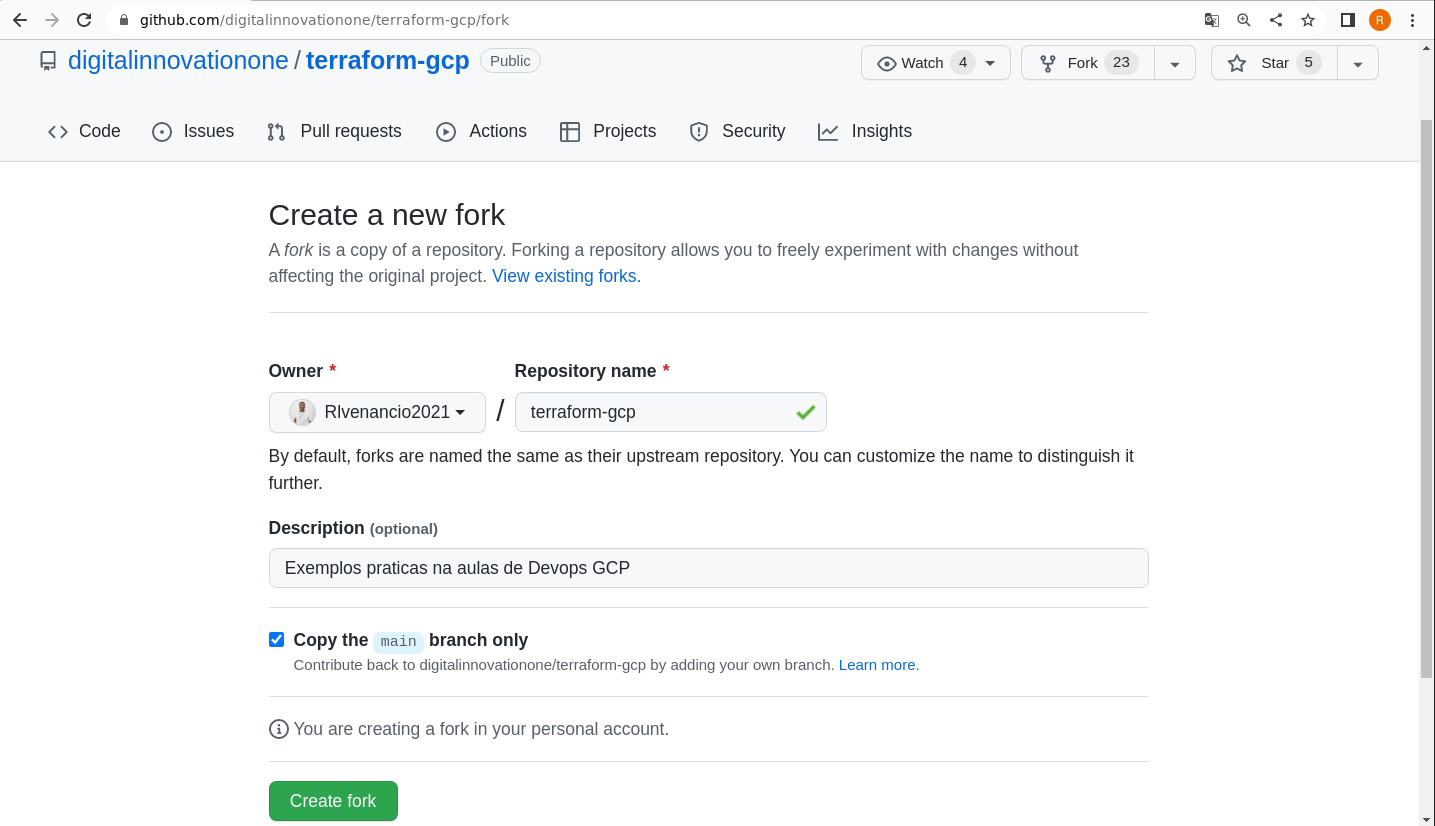 github.com/digitalinnovationone/terraform-gcp/fork R
digitalinnovationone / terraform-gcp Public Watch 4 Fork 23 Star 5
Code Issues Pull requests Actions Projects Security Insights
Create a new fork
A fork is a copy of a repository. Forking a repository allows you to freely experiment with changes without
affecting the original project. View existing forks.
Owner * Repository name *
Rlvenancio2021 / terraform-gcp
By default, forks are named the same as their upstream repository. You can customize the name to distinguish it
further.
Description (optional)
Exemplos praticas na aulas de Devops GCP
Copy the main branch only
Contribute back to digitalinnovationone/terraform-gcp by adding your own branch. Learn more.
You are creating a fork in your personal account.
Create fork